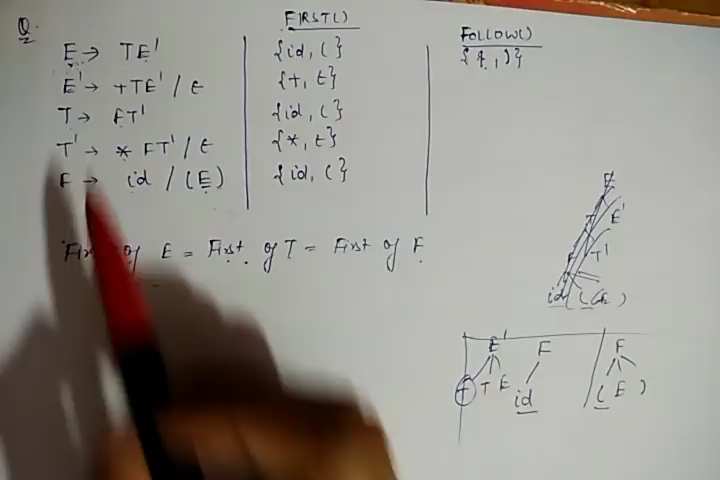 Q.
FIRST()
FOLLOW()
E → TE' {id, (} {$, )}
E' → +TE' / ϵ {+, ϵ}
T → FT' {id, (}
T' → * FT' / ϵ {*, ϵ}
F → id / (E) {id, (}
First of E = First of T = First of F
E'
T'
id ( )
E' F F
+ T E id ( E )